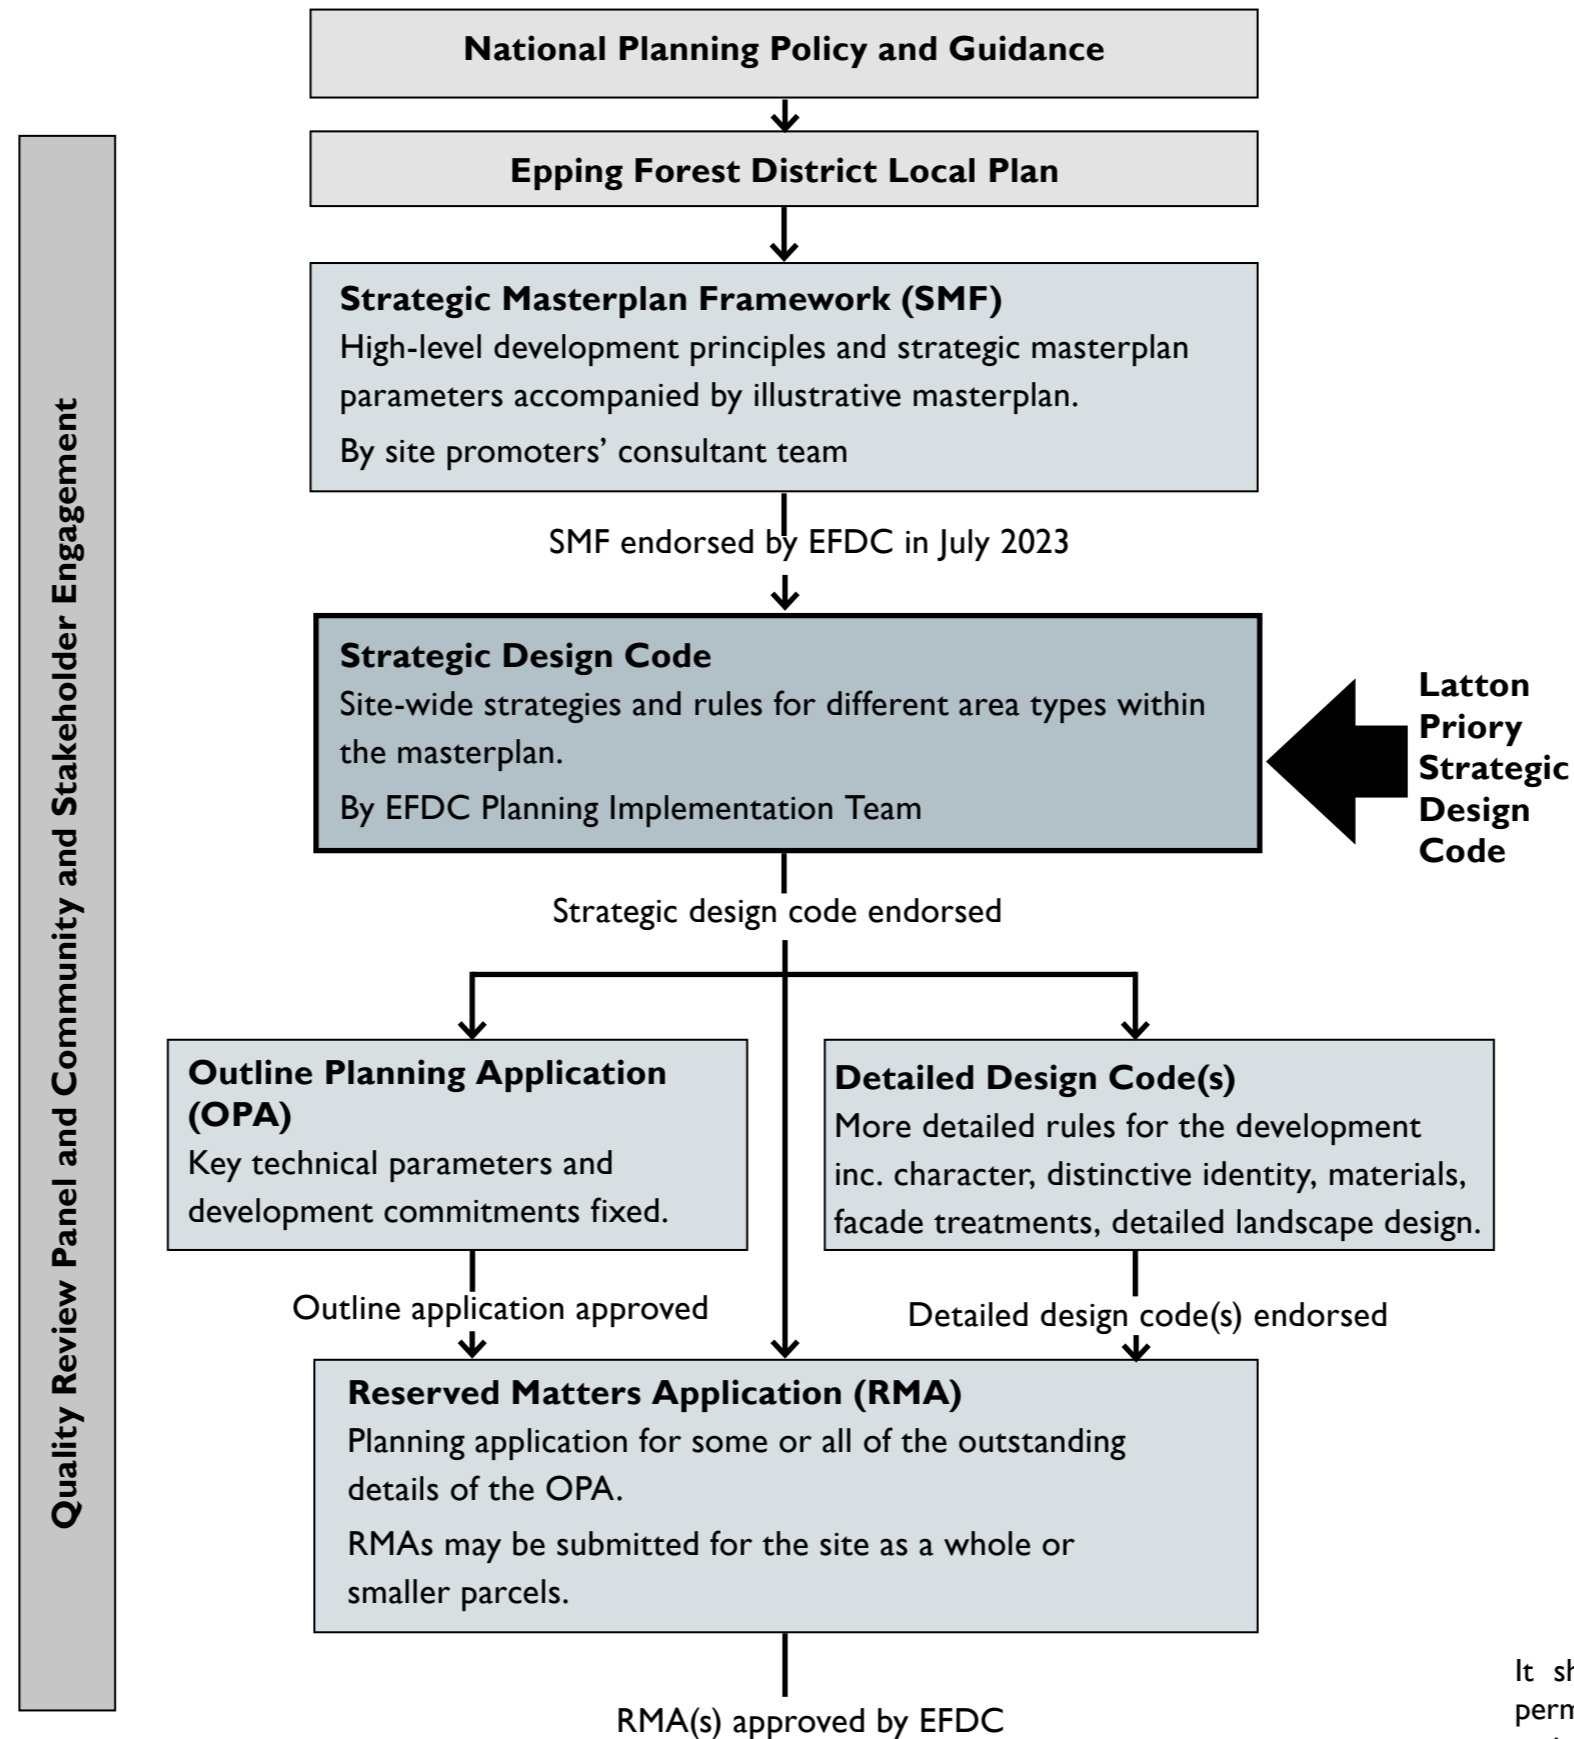 National Planning Policy and Guidance
Epping Forest District Local Plan
Quality Review Panel and Community and Stakeholder Engagement
Strategic Masterplan Framework (SMF)
High-level development principles and strategic masterplan
parameters accompanied by illustrative masterplan.
By site promoters’ consultant team
SMF endorsed by EFDC in July 2023
Strategic Design Code
Site-wide strategies and rules for different area types within
the masterplan.
By EFDC Planning Implementation Team
Latton
Priory
Strategic
Design
Code
Strategic design code endorsed
Outline Planning Application
(OPA)
Key technical parameters and
development commitments fixed.
Detailed Design Code(s)
More detailed rules for the development
inc. character, distinctive identity, materials,
facade treatments, detailed landscape design.
Outline application approved
Detailed design code(s) endorsed
Reserved Matters Application (RMA)
Planning application for some or all of the outstanding
details of the OPA.
RMAs may be submitted for the site as a whole or
smaller parcels.
RMA(s) approved by EFDC
It